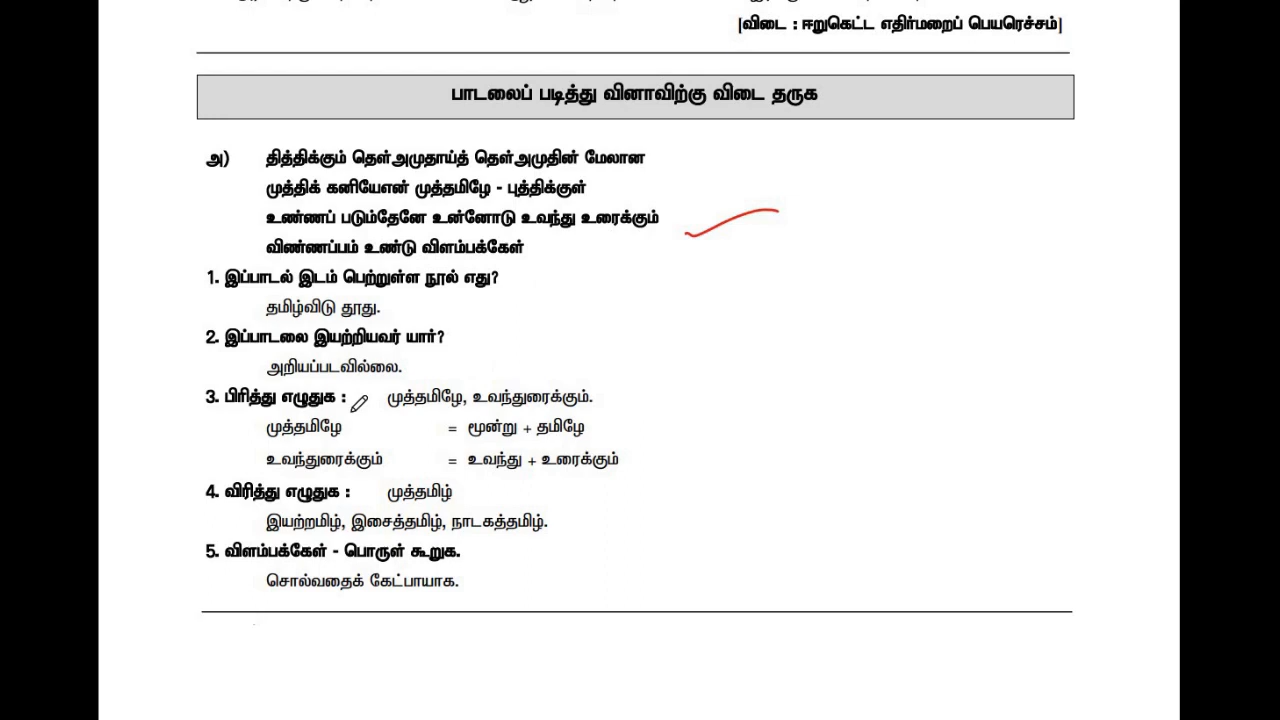 [விடை : ஈறுகெட்ட எதிர்மறைப் பெயரெச்சம்]
பாடலைப் படித்து வினாவிற்கு விடை தருக
அ) தித்திக்கும் தெள்அமுதாய்த் தெள்அமுதின் மேலான
முத்திக் கனியேஎன் முத்தமிழே - புத்திக்குள்
உண்ணப் படும்தேனே உன்னோடு உவந்து உரைக்கும்
விண்ணப்பம் உண்டு விளம்பக்கேள்
1. இப்பாடல் இடம் பெற்றுள்ள நூல் எது?
தமிழ்விடு தூது.
2. இப்பாடலை இயற்றியவர் யார்?
அறியப்படவில்லை.
3. பிரித்து எழுதுக : முத்தமிழே, உவந்துரைக்கும்.
முத்தமிழே = மூன்று + தமிழே
உவந்துரைக்கும் = உவந்து + உரைக்கும்
4. விரித்து எழுதுக : முத்தமிழ்
இயற்றமிழ், இசைத்தமிழ், நாடகத்தமிழ்.
5. விளம்பக்கேள் - பொருள் கூறுக.
சொல்வதைக் கேட்பாயாக.